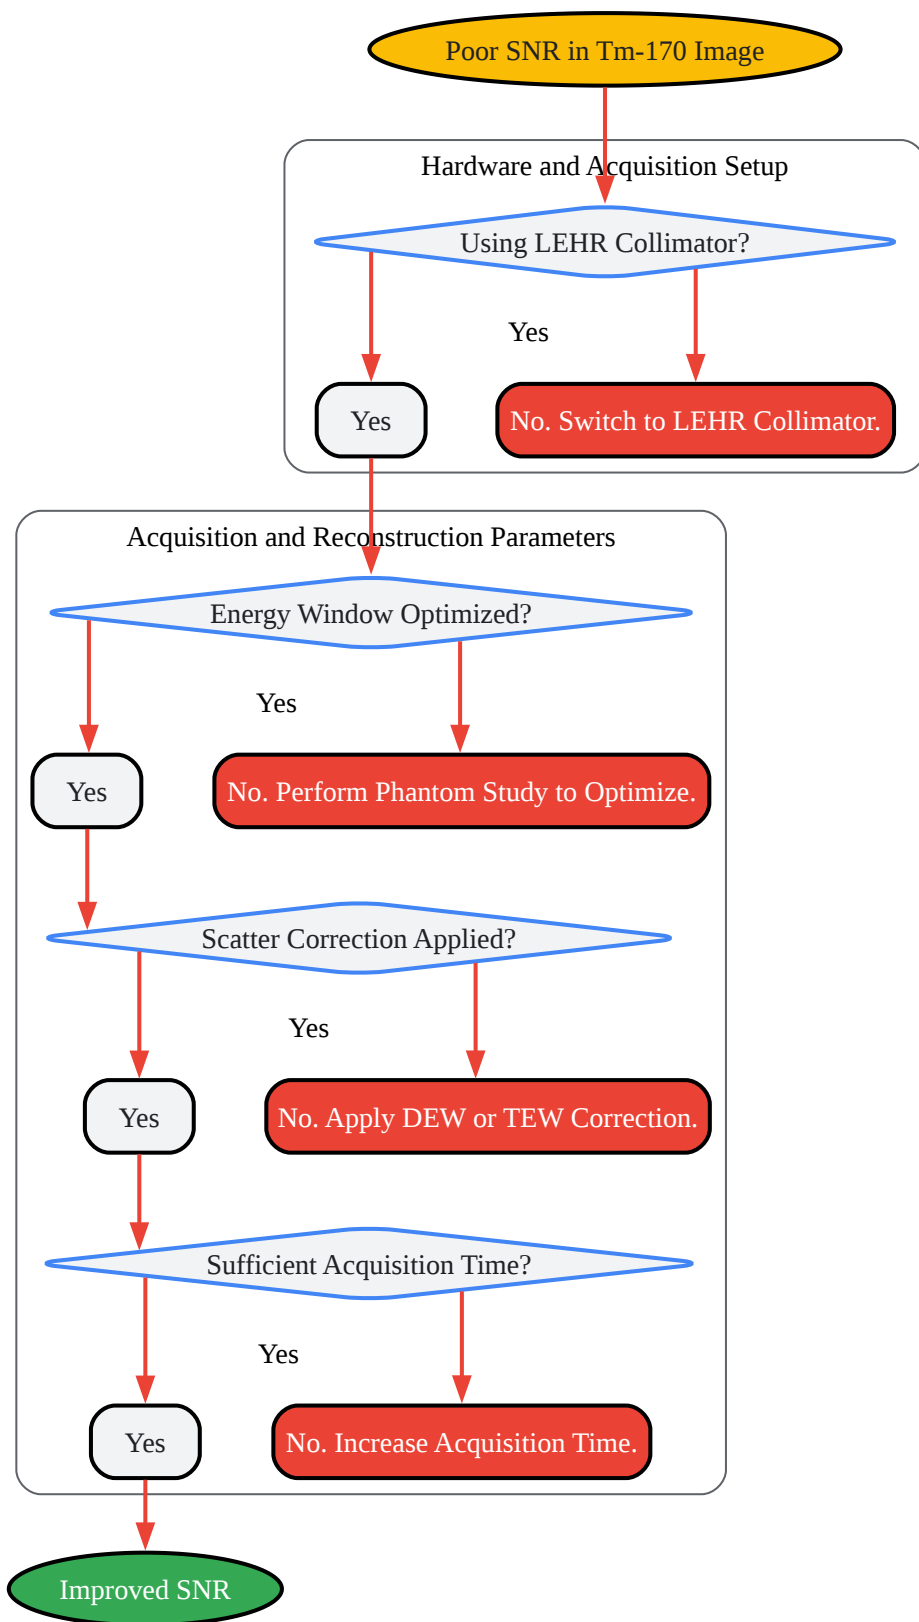 Poor SNR in Tm-170 Image
Hardware and Acquisition Setup
Using LEHR Collimator?
Yes
Yes
No. Switch to LEHR Collimator.
Acquisition and Reconstruction Parameters
Energy Window Optimized?
Yes
Yes
No. Perform Phantom Study to Optimize.
Scatter Correction Applied?
Yes
Yes
No. Apply DEW or TEW Correction.
Sufficient Acquisition Time?
Yes
Yes
No. Increase Acquisition Time.
Improved SNR